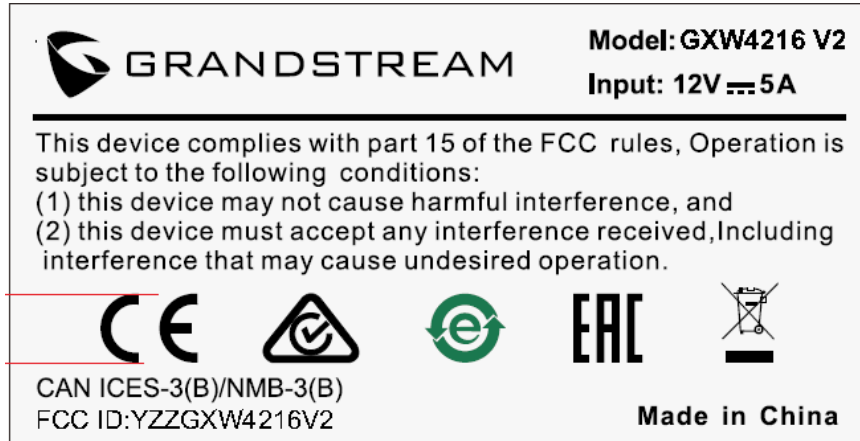 GRANDSTREAM
Model: GXW4216 V2
Input: 12V ⎓ 5A
This device complies with part 15 of the FCC rules, Operation is
subject to the following conditions:
(1) this device may not cause harmful interference, and
(2) this device must accept any interference received,Including
interference that may cause undesired operation.
CE
e
EAC
CAN ICES-3(B)/NMB-3(B)
FCC ID:YZZGXW4216V2
Made in China